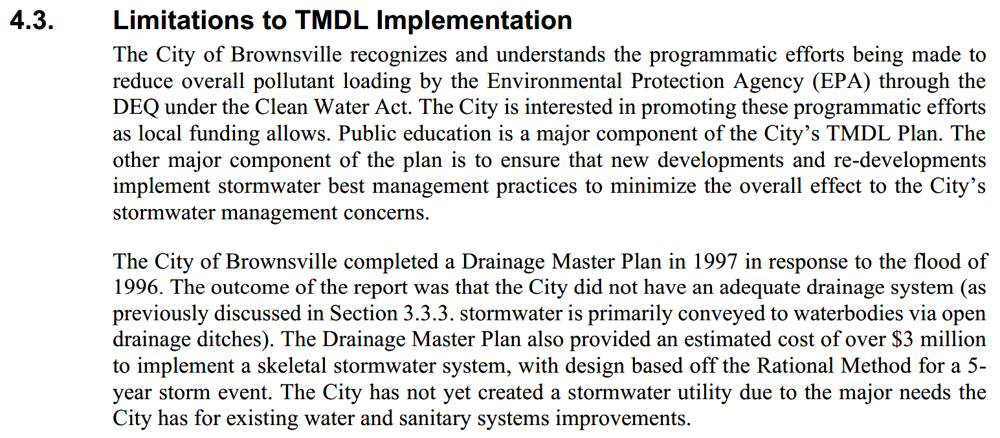 4.3. Limitations to TMDL Implementation
The City of Brownsville recognizes and understands the programmatic efforts being made to
reduce overall pollutant loading by the Environmental Protection Agency (EPA) through the
DEQ under the Clean Water Act. The City is interested in promoting these programmatic efforts
as local funding allows. Public education is a major component of the City’s TMDL Plan. The
other major component of the plan is to ensure that new developments and re-developments
implement stormwater best management practices to minimize the overall effect to the City’s
stormwater management concerns.
The City of Brownsville completed a Drainage Master Plan in 1997 in response to the flood of
1996. The outcome of the report was that the City did not have an adequate drainage system (as
previously discussed in Section 3.3.3. stormwater is primarily conveyed to waterbodies via open
drainage ditches). The Drainage Master Plan also provided an estimated cost of over $3 million
to implement a skeletal stormwater system, with design based off the Rational Method for a 5-
year storm event. The City has not yet created a stormwater utility due to the major needs the
City has for existing water and sanitary systems improvements.